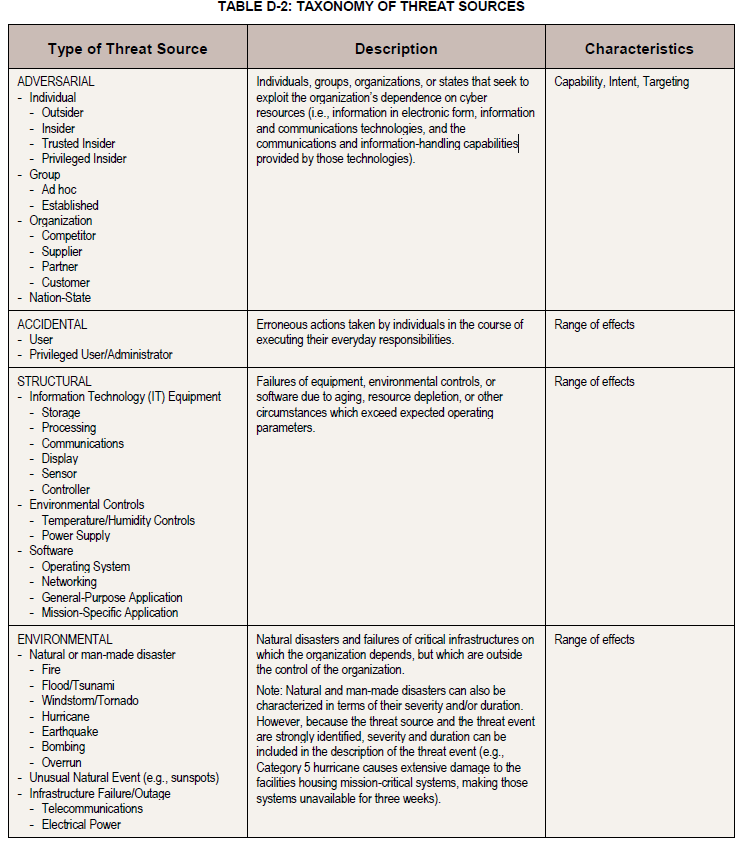 TABLE D-2: TAXONOMY OF THREAT SOURCES
Type of Threat Source
Description
Characteristics
ADVERSARIAL
- Individual
- Outsider
- Insider
- Trusted Insider
- Privileged Insider
- Group
- Ad hoc
- Established
- Organization
- Competitor
- Supplier
- Partner
- Customer
- Nation-State
Individuals, groups, organizations, or states that seek to
exploit the organization's dependence on cyber
resources (i.e., information in electronic form, information
and communications technologies, and the
communications and information-handling capabilities
provided by those technologies).
Capability, Intent, Targeting
ACCIDENTAL
- User
- Privileged User/Administrator
Erroneous actions taken by individuals in the course of
executing their everyday responsibilities.
Range of effects
STRUCTURAL
- Information Technology (IT) Equipment
- Storage
- Processing
- Communications
- Display
- Sensor
- Controller
- Environmental Controls
- Temperature/Humidity Controls
- Power Supply
- Software
- Operating System
- Networking
- General-Purpose Application
- Mission-Specific Application
Failures of equipment, environmental controls, or
software due to aging, resource depletion, or other
circumstances which exceed expected operating
parameters.
Range of effects
ENVIRONMENTAL
- Natural or man-made disaster
- Fire
- Flood/Tsunami
- Windstorm/Tornado
- Hurricane
- Earthquake
- Bombing
- Overrun
- Unusual Natural Event (e.g., sunspots)
- Infrastructure Failure/Outage
- Telecommunications
- Electrical Power
Natural disasters and failures of critical infrastructures on
which the organization depends, but which are outside
the control of the organization.
Note: Natural and man-made disasters can also be
characterized in terms of their severity and/or duration.
However, because the threat source and the threat event
are strongly identified, severity and duration can be
included in the description of the threat event (e.g.,
Category 5 hurricane causes extensive damage to the
facilities housing mission-critical systems, making those
systems unavailable for three weeks).
Range of effects